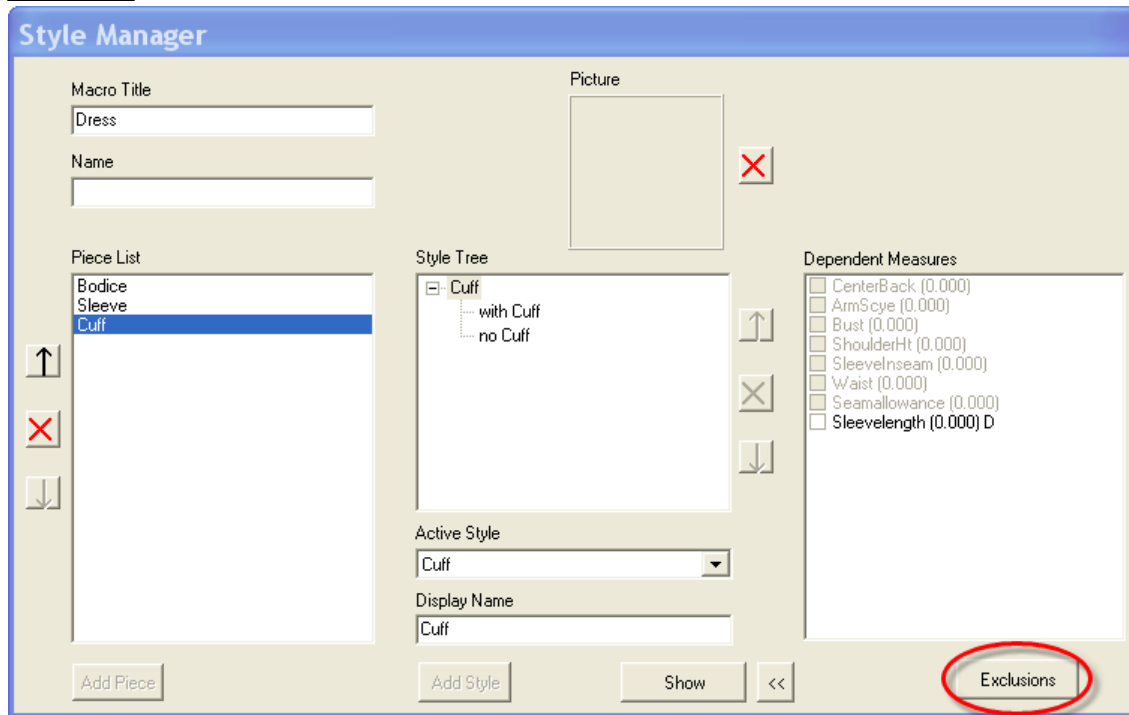 Style Manager
Macro Title
Dress
Name
Picture
Piece List
Bodice
Sleeve
Cuff
Style Tree
Cuff
with Cuff
no Cuff
Active Style
Cuff
Display Name
Cuff
Dependent Measures
CenterBack (0.000)
ArmScye (0.000)
Bust (0.000)
ShoulderHt (0.000)
SleeveInseam (0.000)
Waist (0.000)
Seamallowance (0.000)
Sleevelength (0.000) D
Add Piece
Add Style
Show
<<
Exclusions